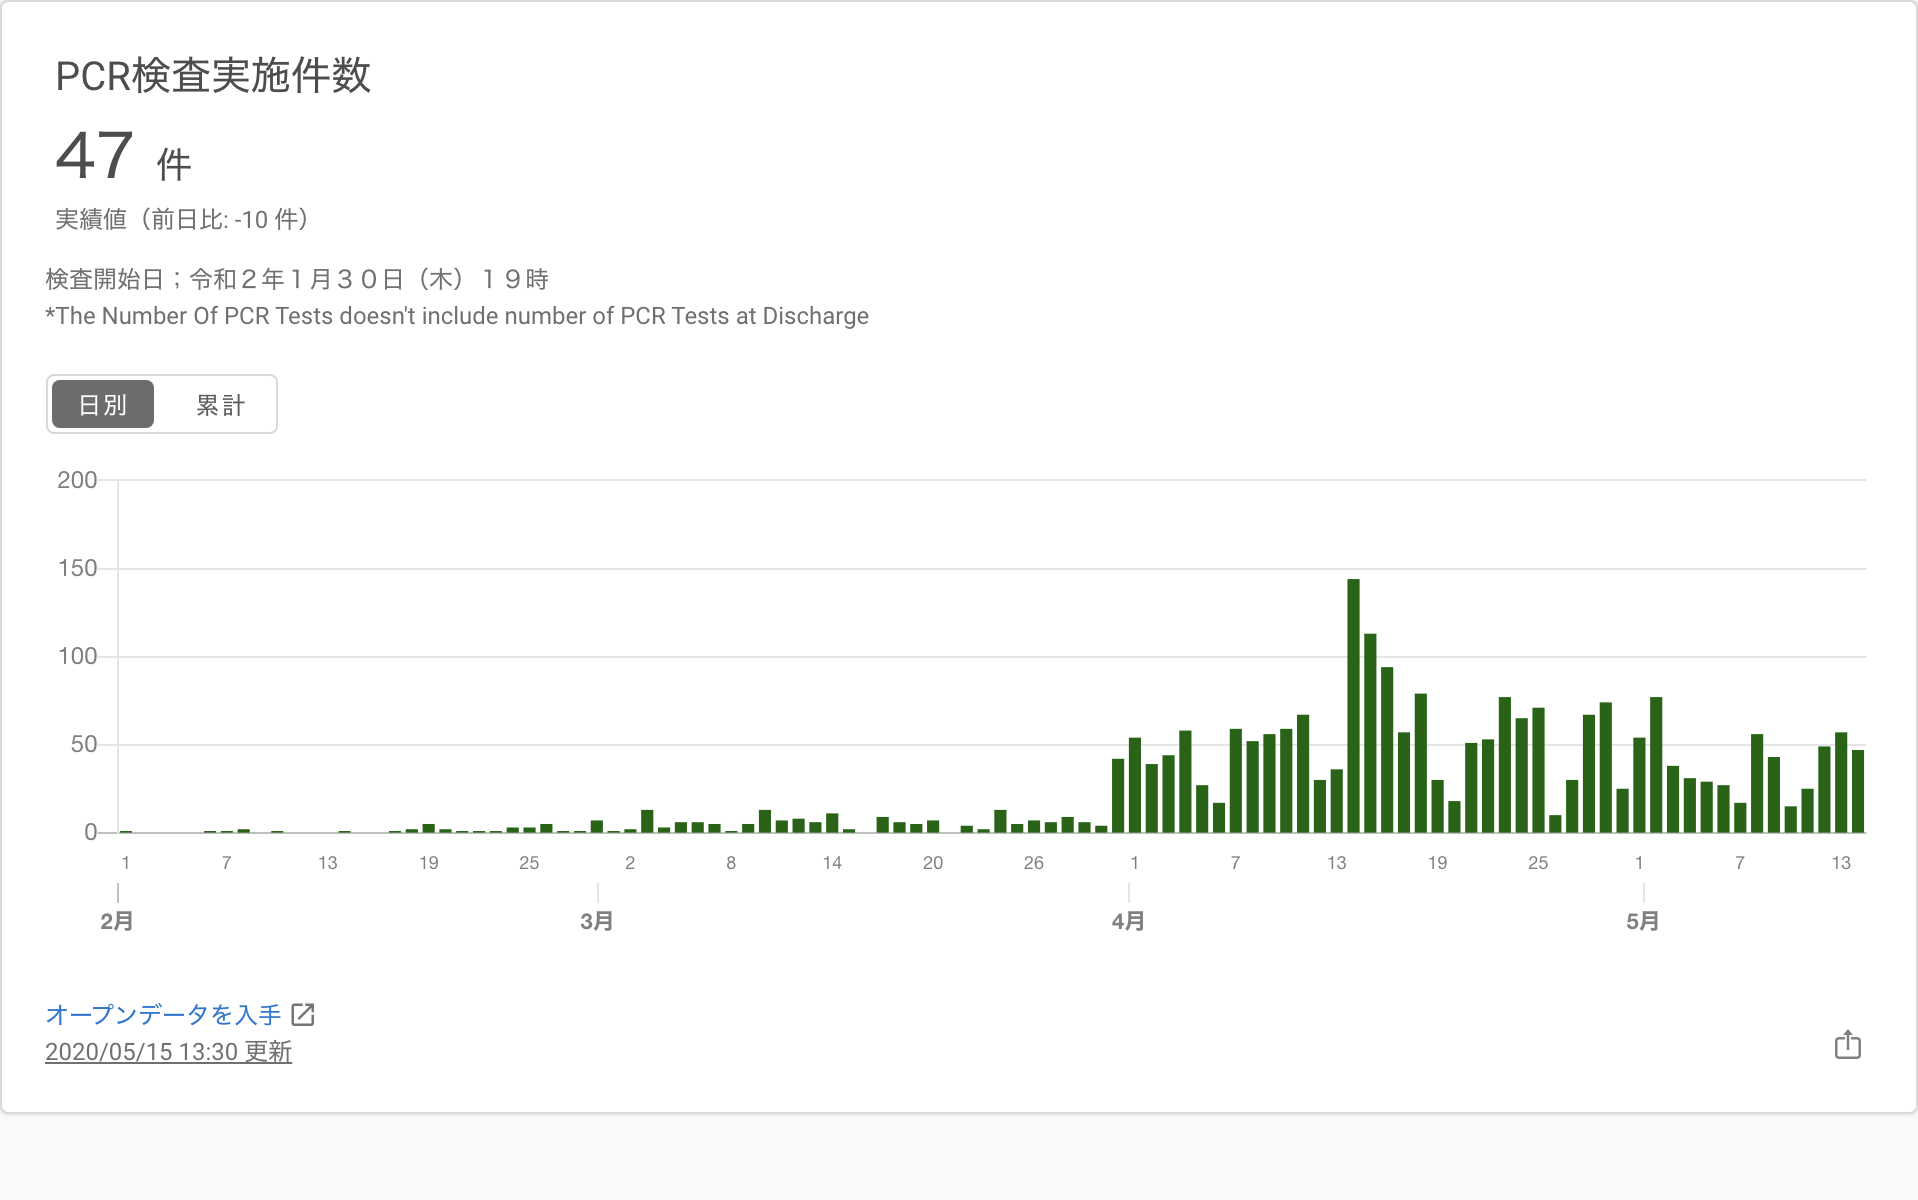 PCR検査実施件数
47 件
実績値（前日比: -10 件）
検査開始日；令和２年１月３０日（木）１９時
*The Number Of PCR Tests doesn't include number of PCR Tests at Discharge
日別 累計
200
150
100
50
0
1 7 13 19 25 2 8 14 20 26 1 7 13 19 25 1 7 13
2月 3月 4月 5月
オープンデータを入手
2020/05/15 13:30 更新